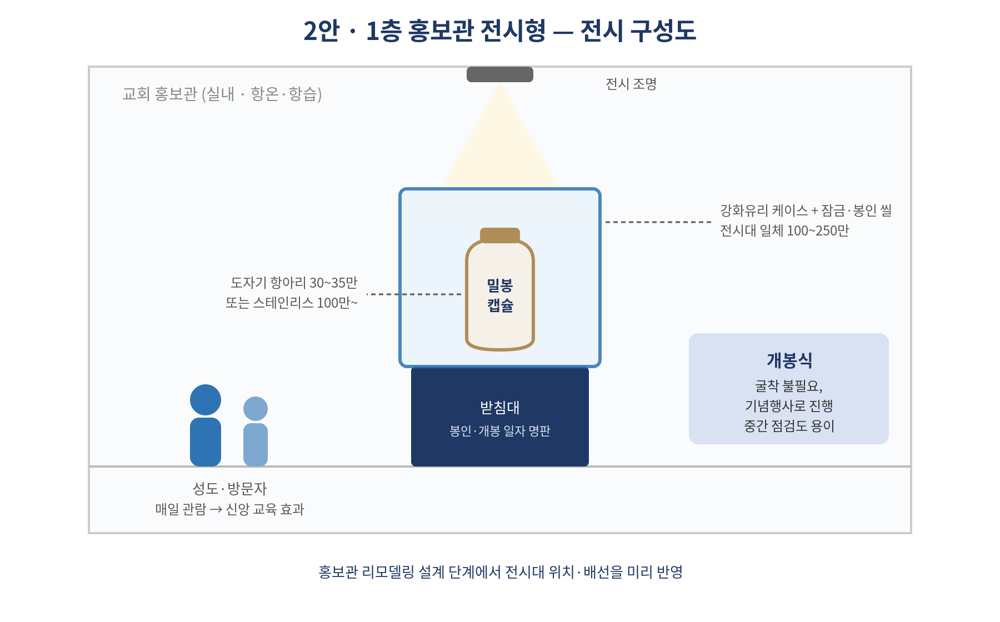 2안 · 1층 홍보관 전시형 — 전시 구성도
교회 홍보관 (실내 · 항온·항습)
전시 조명
강화유리 케이스 + 잠금·봉인 씰
전시대 일체 100~250만
도자기 항아리 30~35만
또는 스테인리스 100만~
밀봉
캡슐
개봉식
굴착 불필요,
기념행사로 진행
중간 점검도 용이
받침대
봉인·개봉 일자 명판
성도·방문자
매일 관람 → 신앙 교육 효과
홍보관 리모델링 설계 단계에서 전시대 위치·배선을 미리 반영